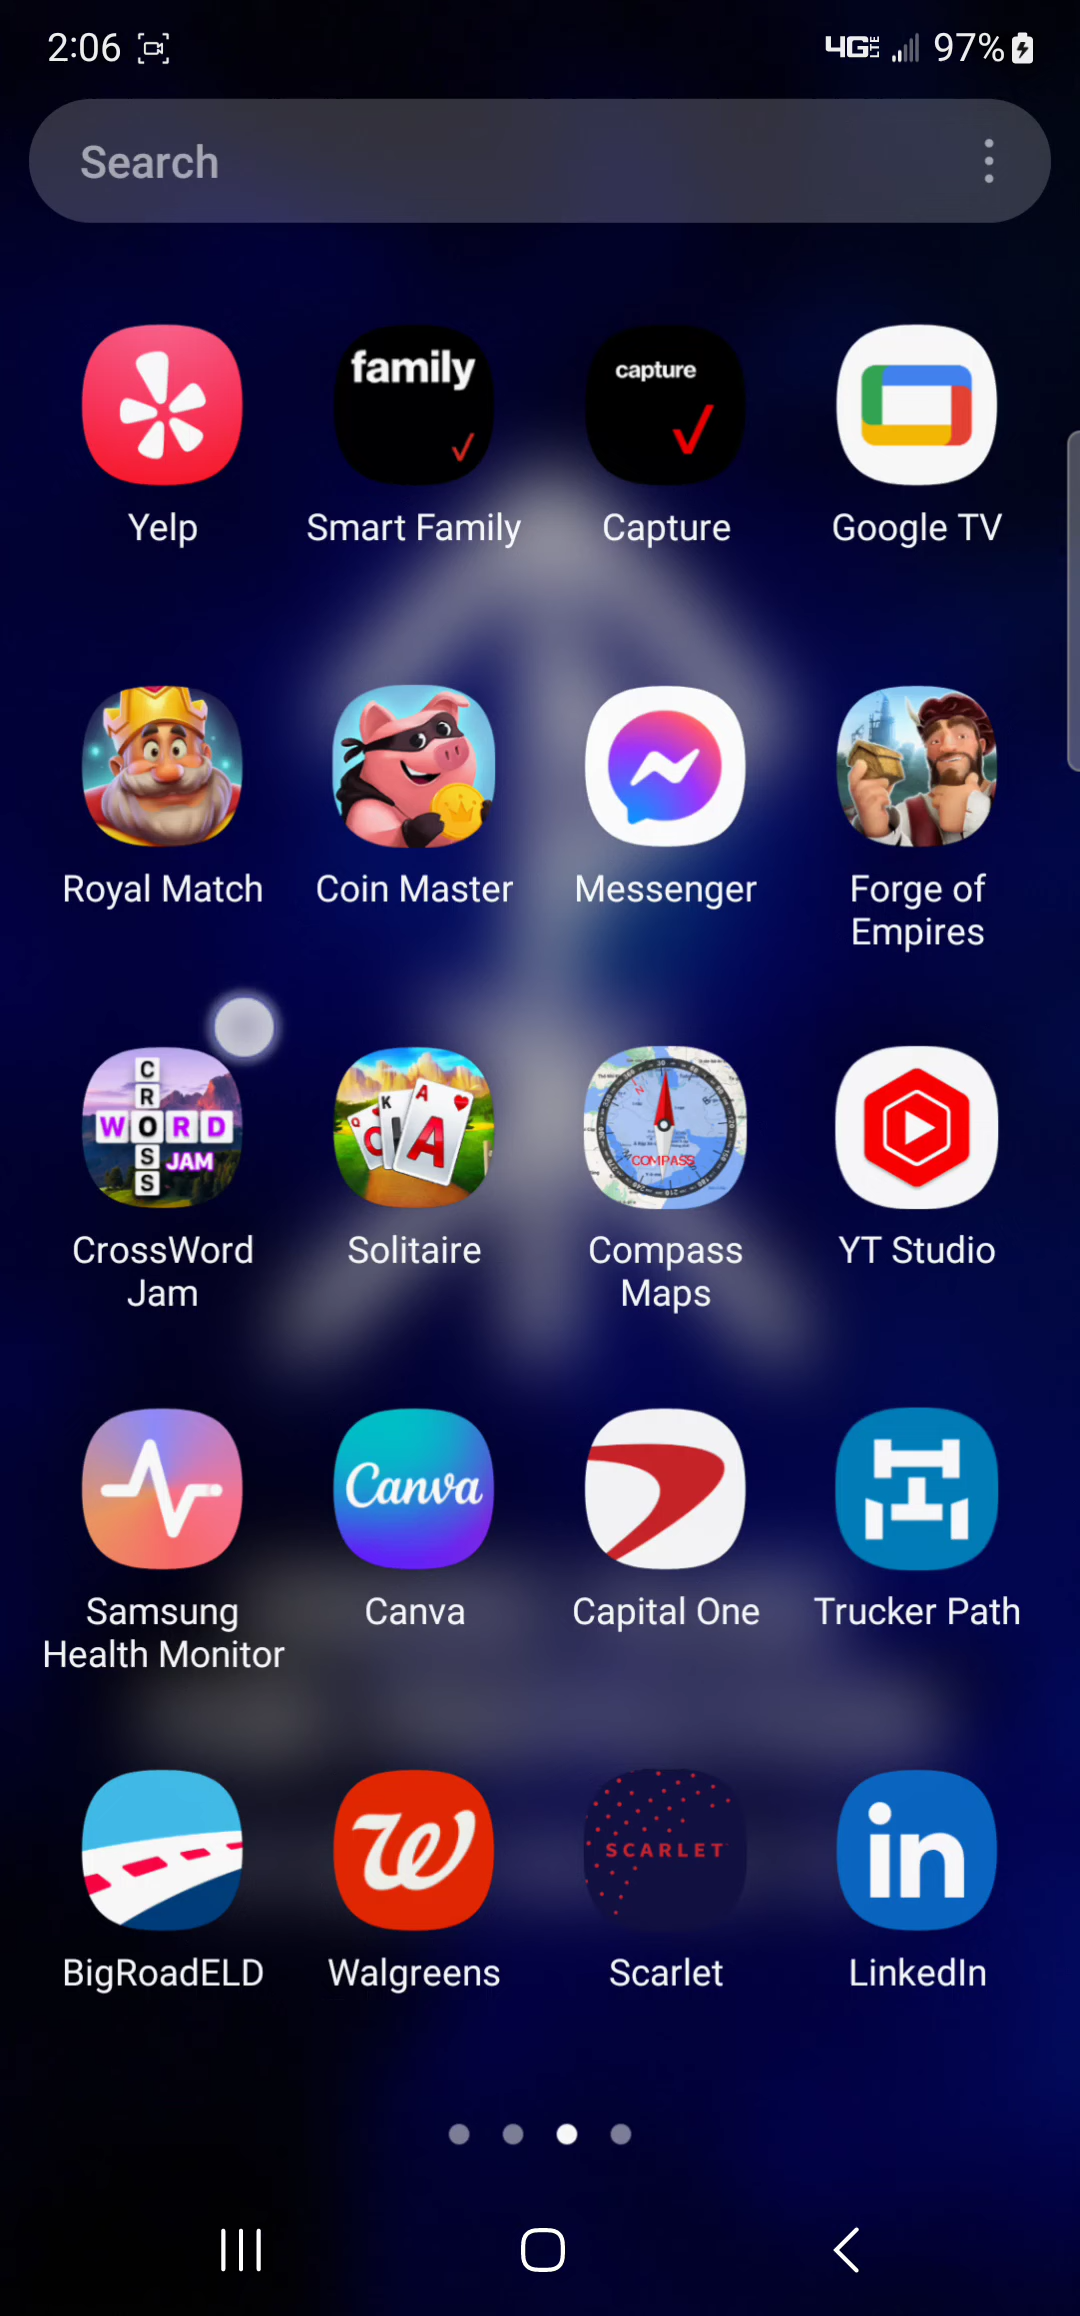 2:06 4G LTE 97%
Search
family
capture
Yelp Smart Family Capture Google TV
Royal Match Coin Master Messenger Forge of
Empires
C
R
WORD
S JAM
S
Q K A A
COMPASS
CrossWord Solitaire Compass YT Studio
Jam Maps
Canva
Samsung Canva Capital One Trucker Path
Health Monitor
W SCARLET in
BigRoadELD Walgreens Scarlet LinkedIn